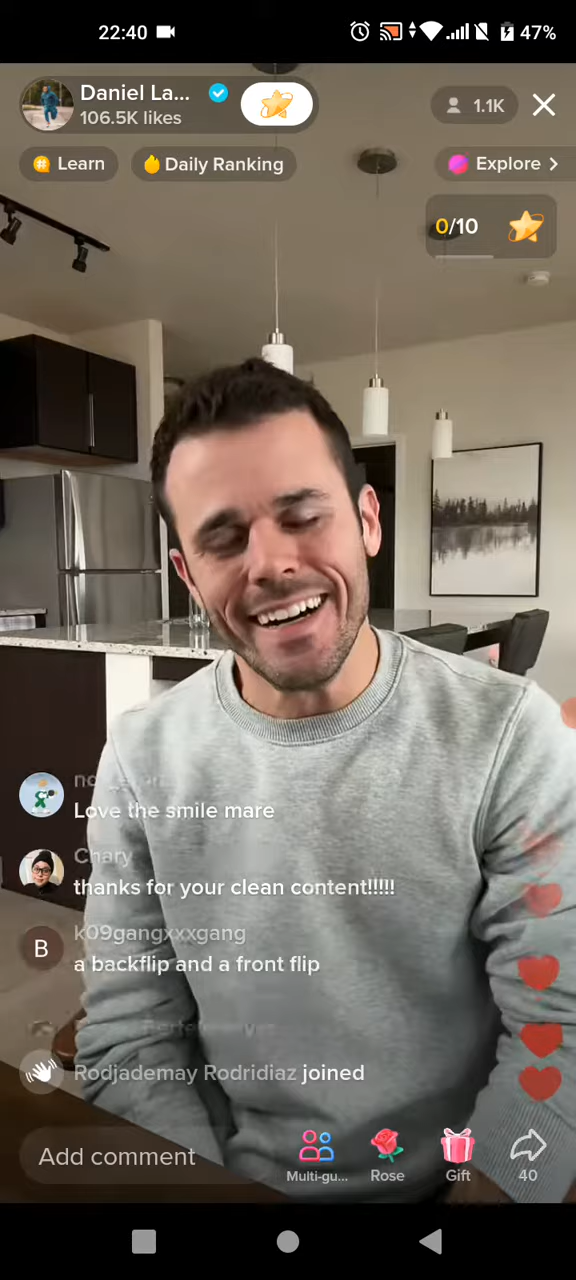 22:40
47%
Daniel La...
106.5K likes
1.1K
Learn
Daily Ranking
Explore >
0/10
Love the smile mare
Chary
thanks for your clean content!!!!!
B
k09gangxxxgang
a backflip and a front flip
Rodjademay Rodridiaz joined
Add comment
Multi-gu...
Rose
Gift
40